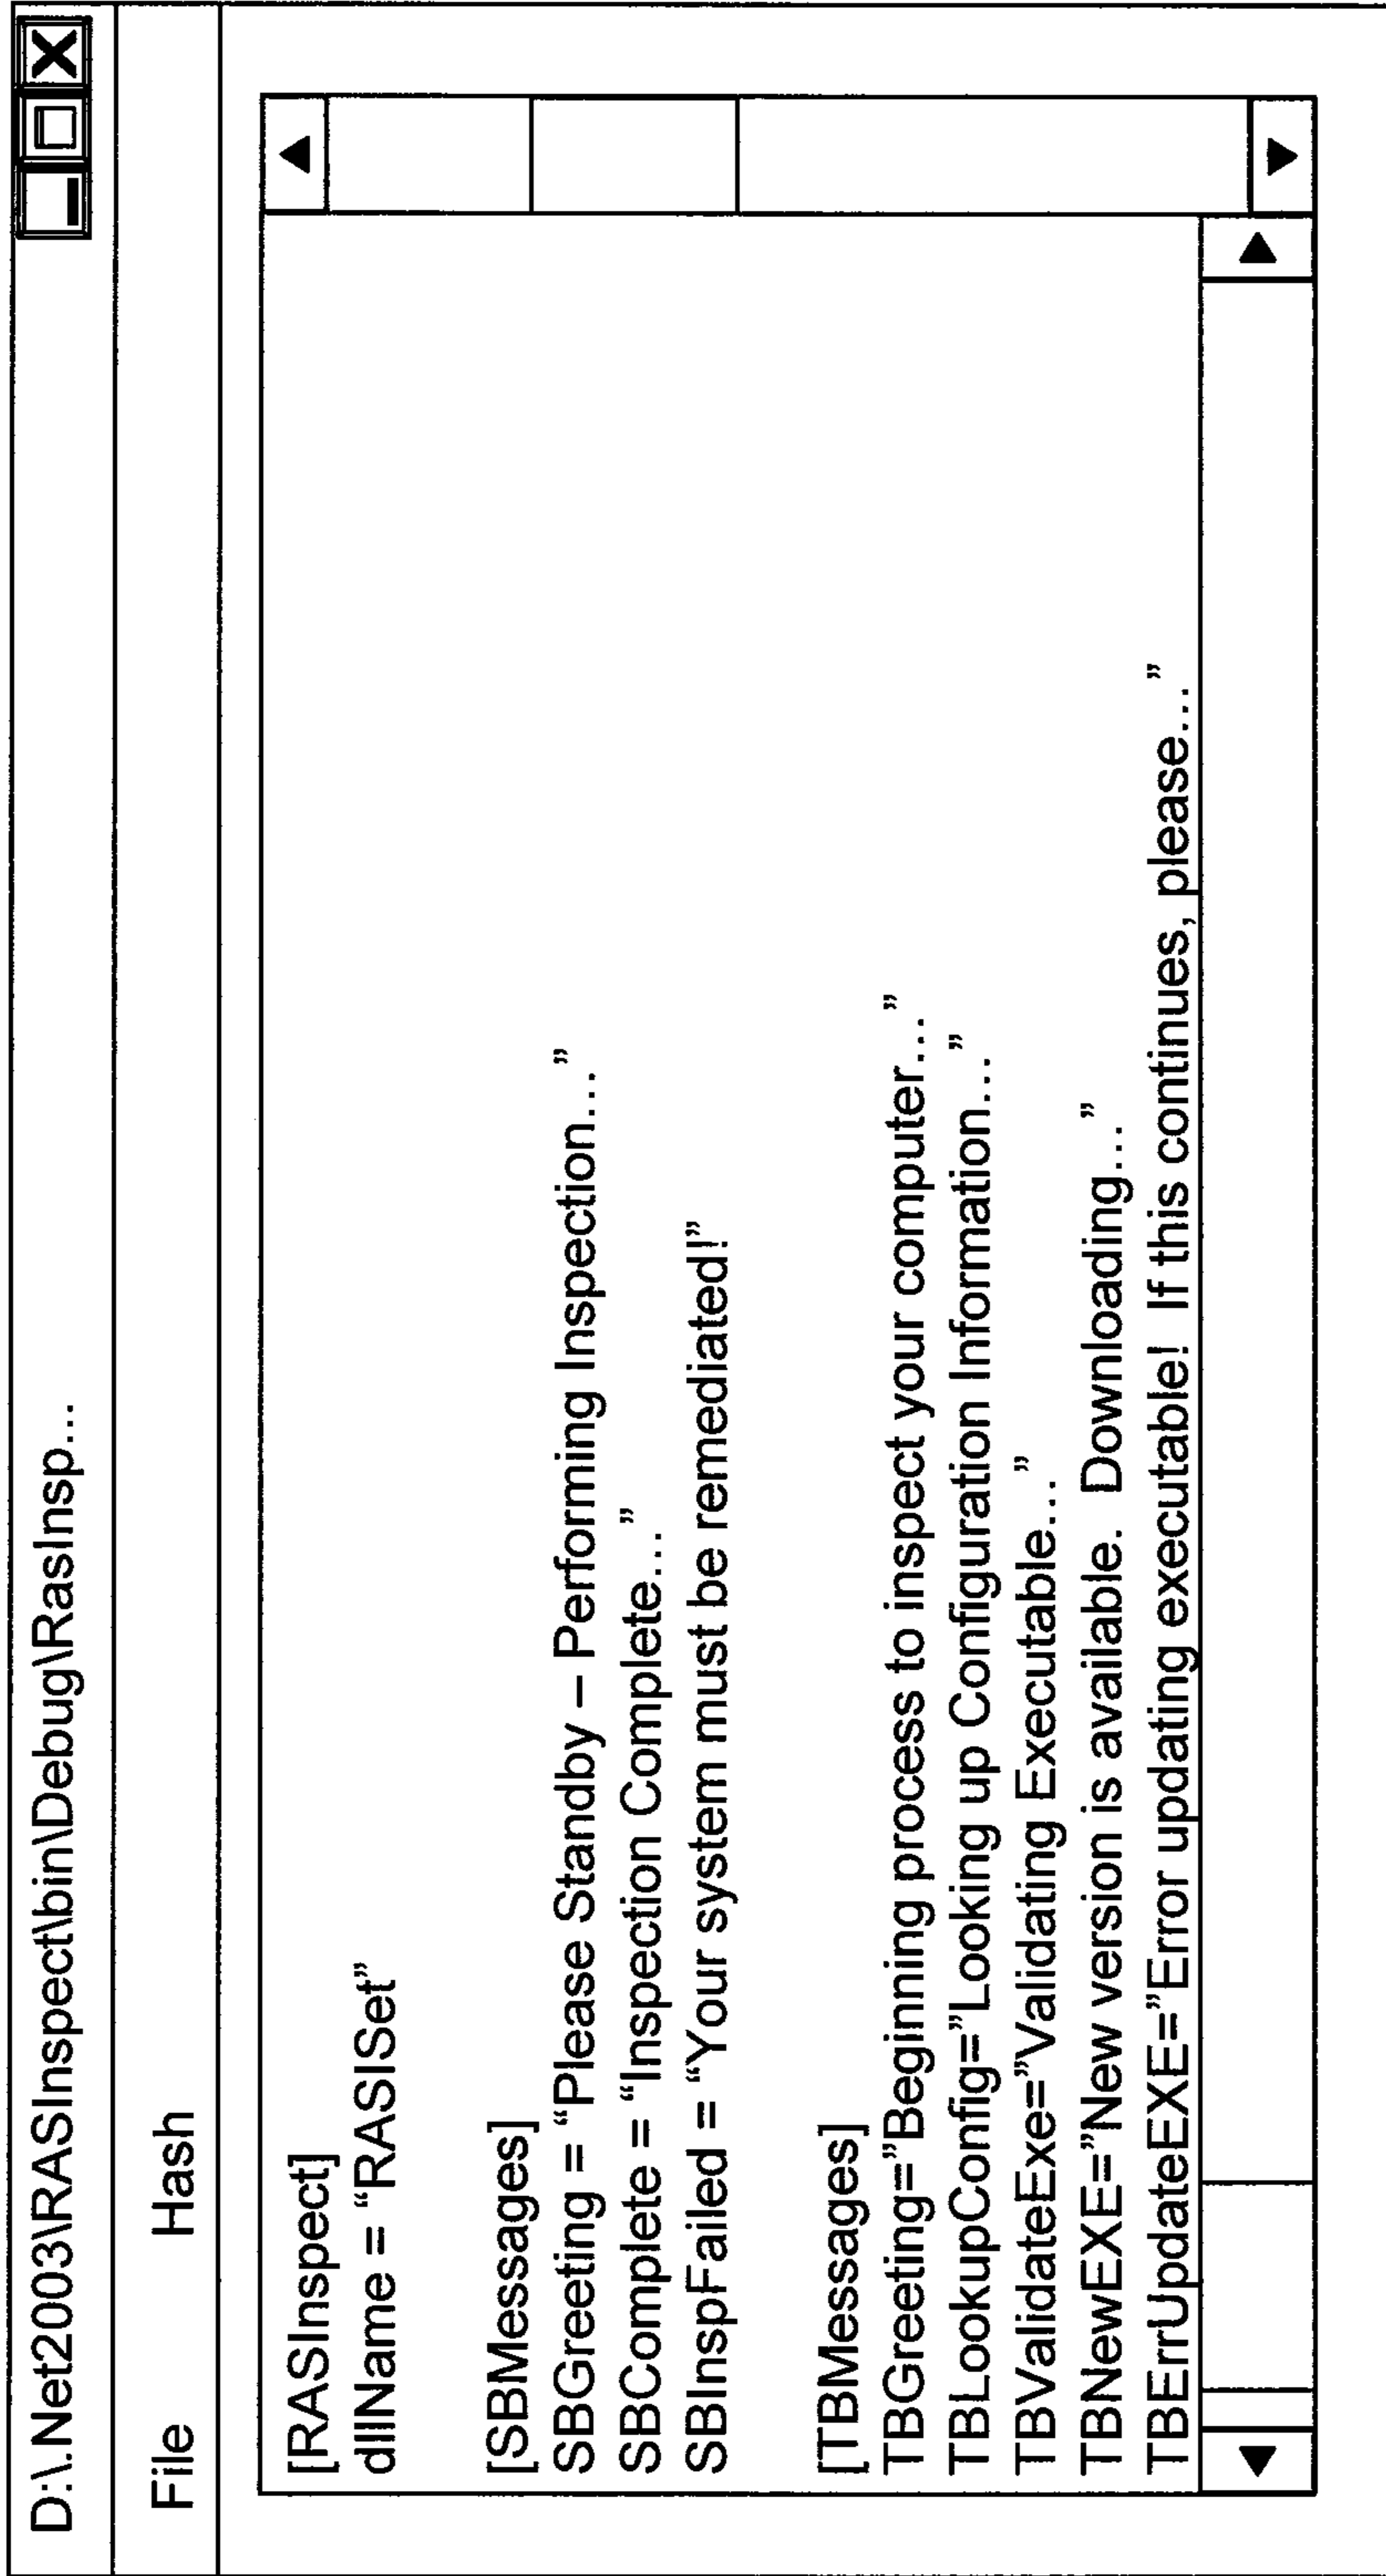 D:\.Net2003\RASInspect\bin\Debug\RasInsp...
File Hash
[RASInspect]
dllName = “RASISet”
[SBMessages]
SBGreeting = “Please Standby – Performing Inspection...”
SBComplete = “Inspection Complete...”
SBInspFailed = “Your system must be remediated!”
[TBMessages]
TBGreeting=”Beginning process to inspect your computer...”
TBLookupConfig=”Looking up Configuration Information...”
TBValidateExe=”Validating Executable...”
TBNewEXE=”New version is available.  Downloading...”
TBErrUpdateEXE=”Error updating executable!  If this continues, please...”